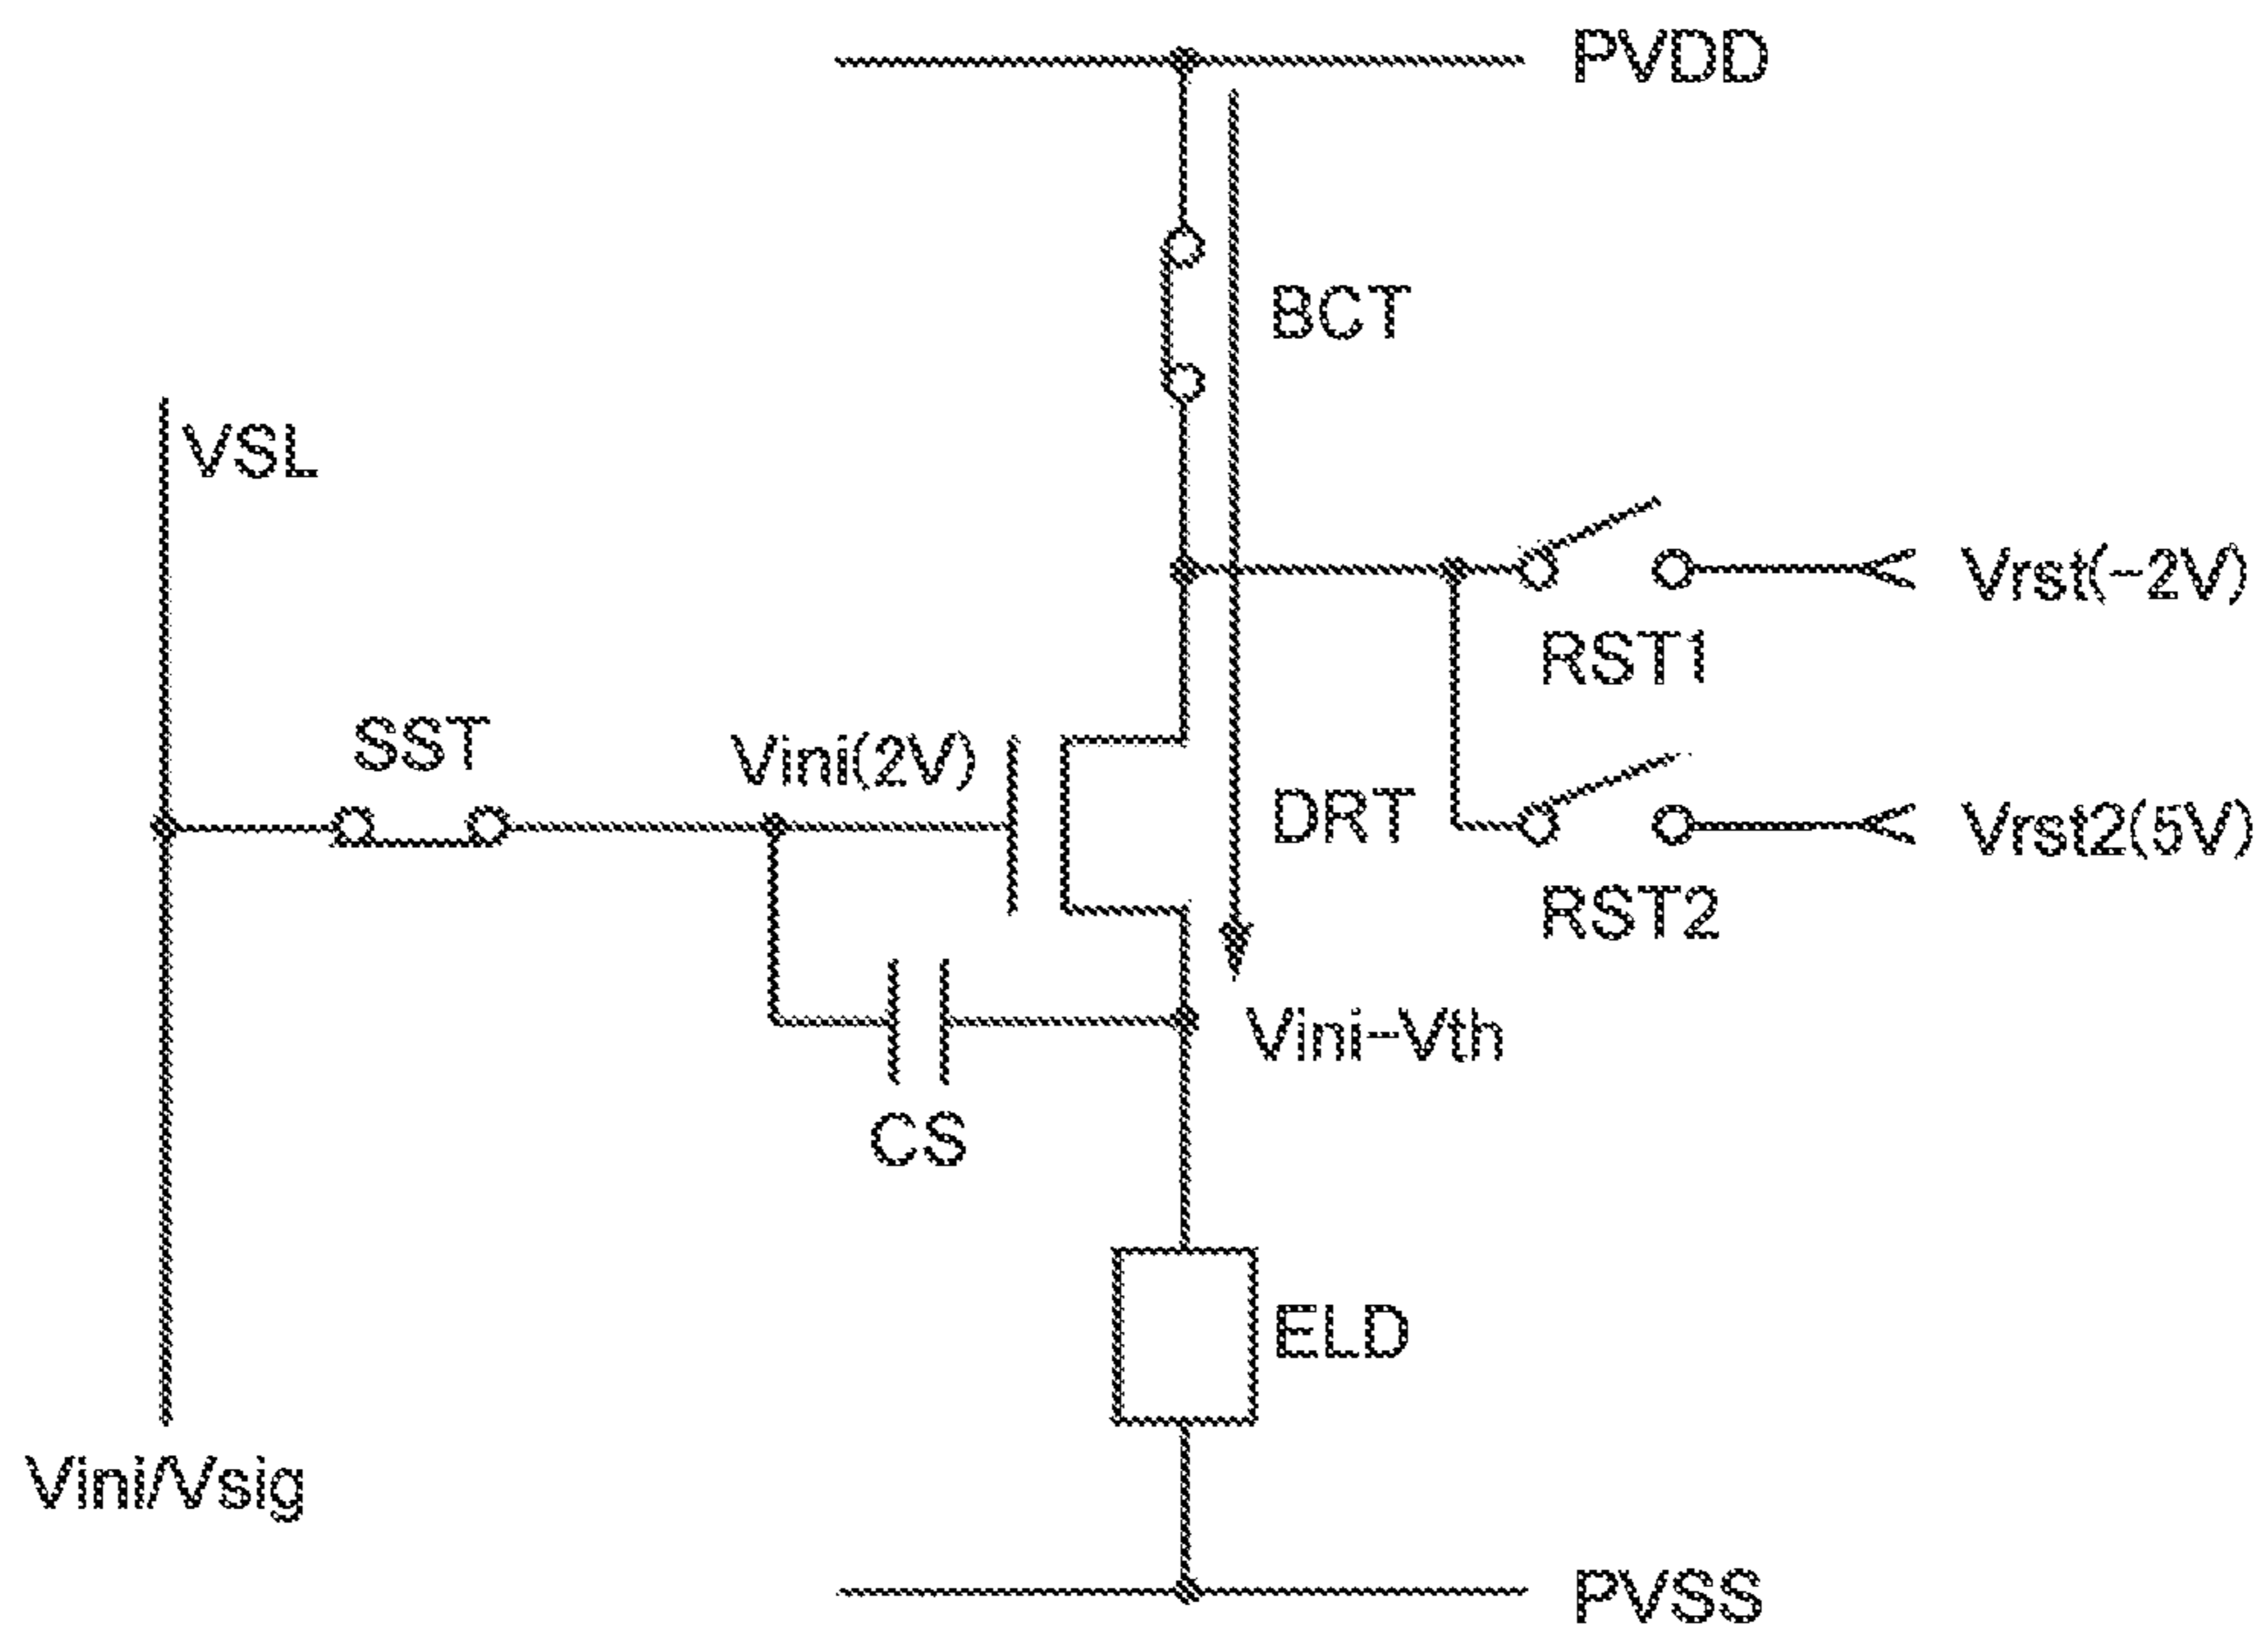 PVDD
BCT
VSL
Vrst(-2V)
RST1
SST
Vini(2V)
DRT
Vrst2(5V)
RST2
Vini-Vth
CS
ELD
Vini/Vsig
PVSS